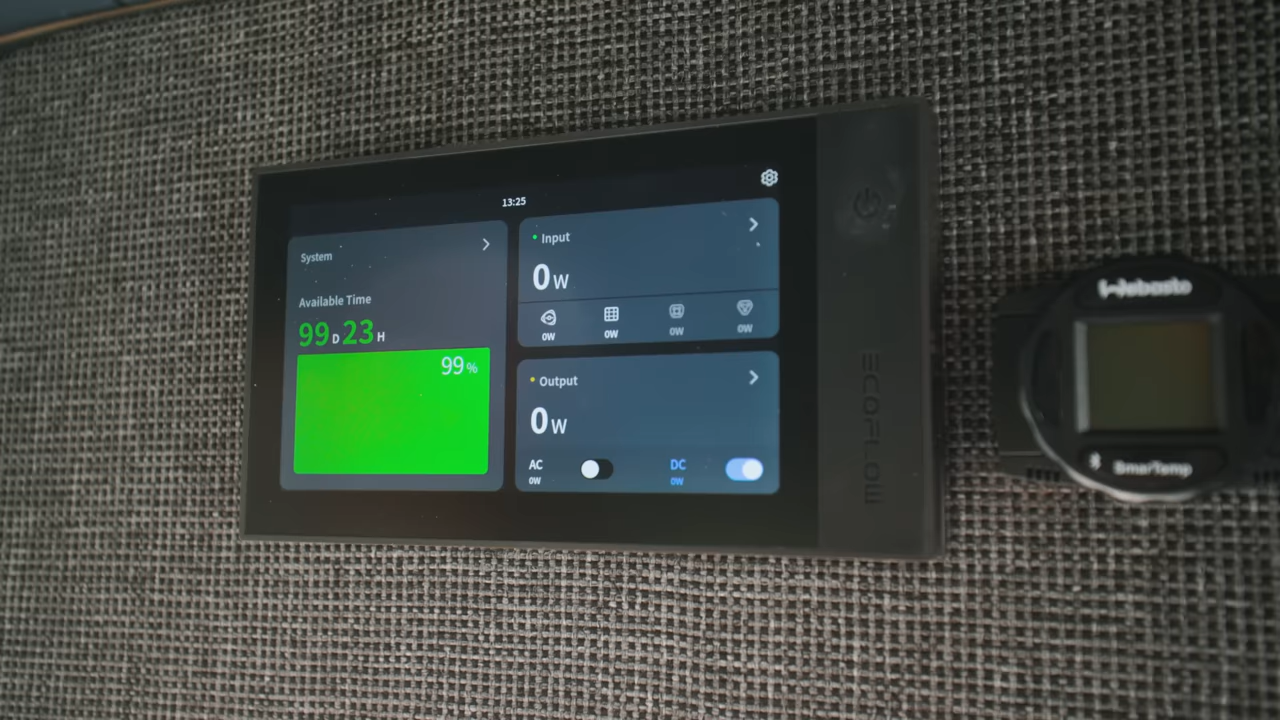 13:25
System
Available Time
99 D 23 H
99%
Input
0W
0W
0W
0W
0W
Output
0W
AC
0W
DC
0W
ECOFLOW
Webasto
SmarTemp